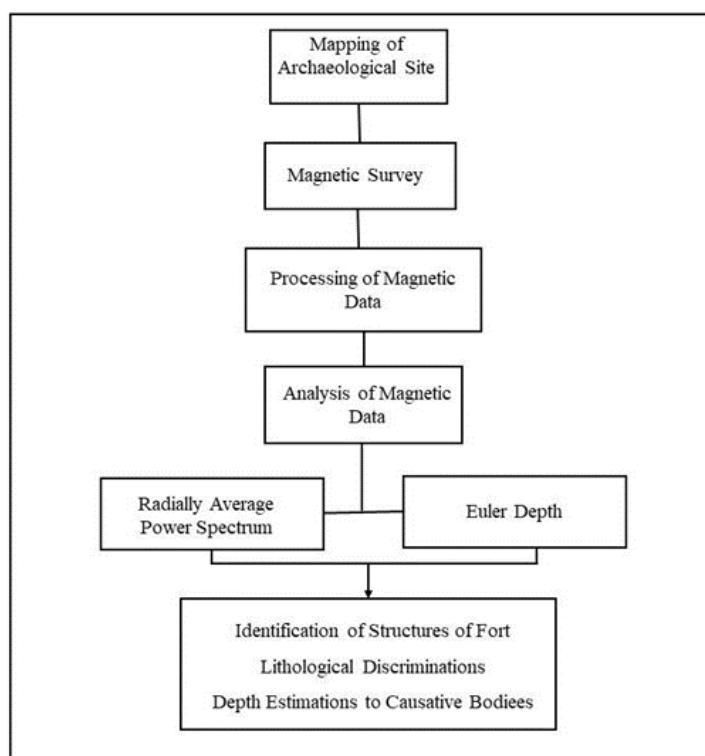 Mapping of
Archaeological Site
Magnetic Survey
Processing of Magnetic
Data
Analysis of Magnetic
Data
Radially Average
Power Spectrum
Euler Depth
Identification of Structures of Fort
Lithological Discriminations
Depth Estimations to Causative Bodiees